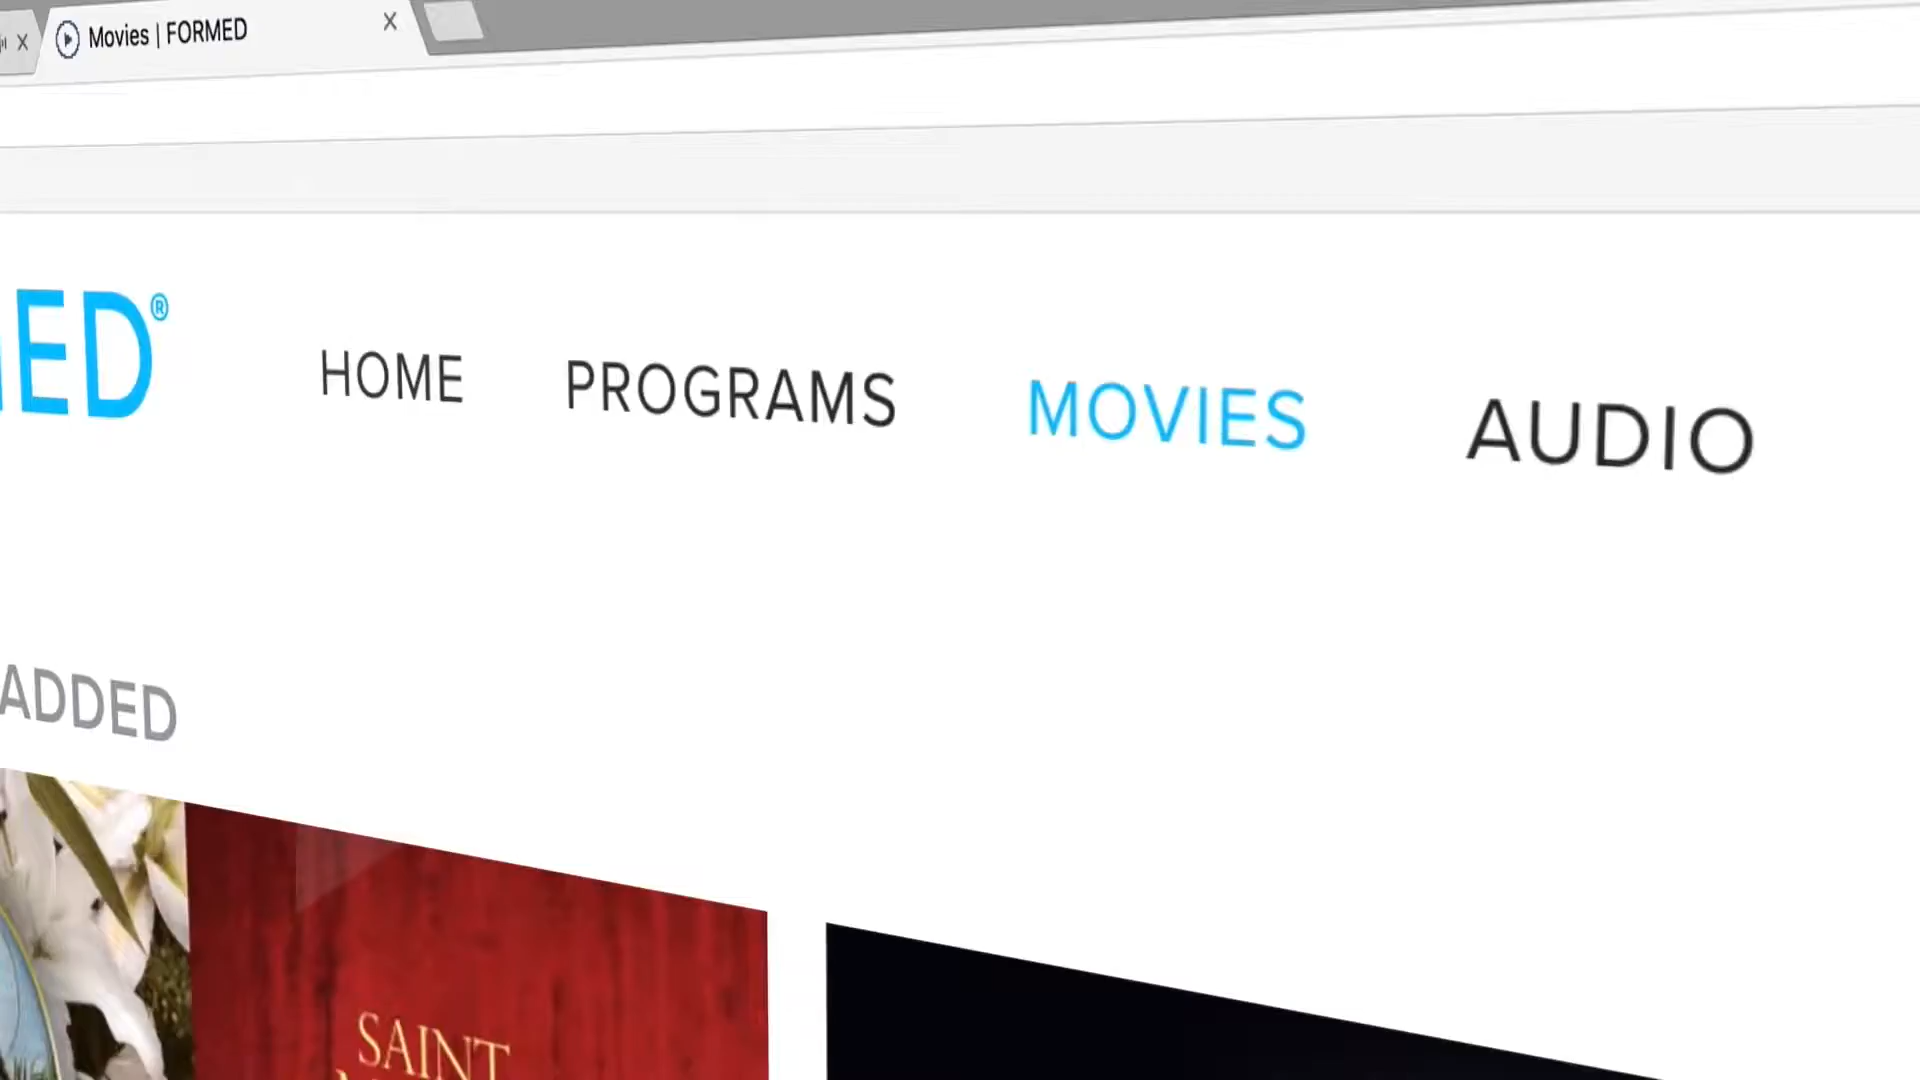 Movies | FORMED
ED®
HOME PROGRAMS MOVIES AUDIO
ADDED
SAINT